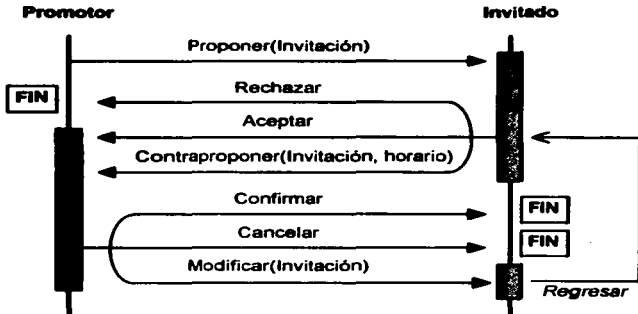 Promotor
Invitado
Proponer(Invitación)
Rechazar
FIN
Aceptar
Contraproponer(Invitación, horario)
Confirmar
FIN
Cancelar
FIN
Modificar(Invitación)
Regresar